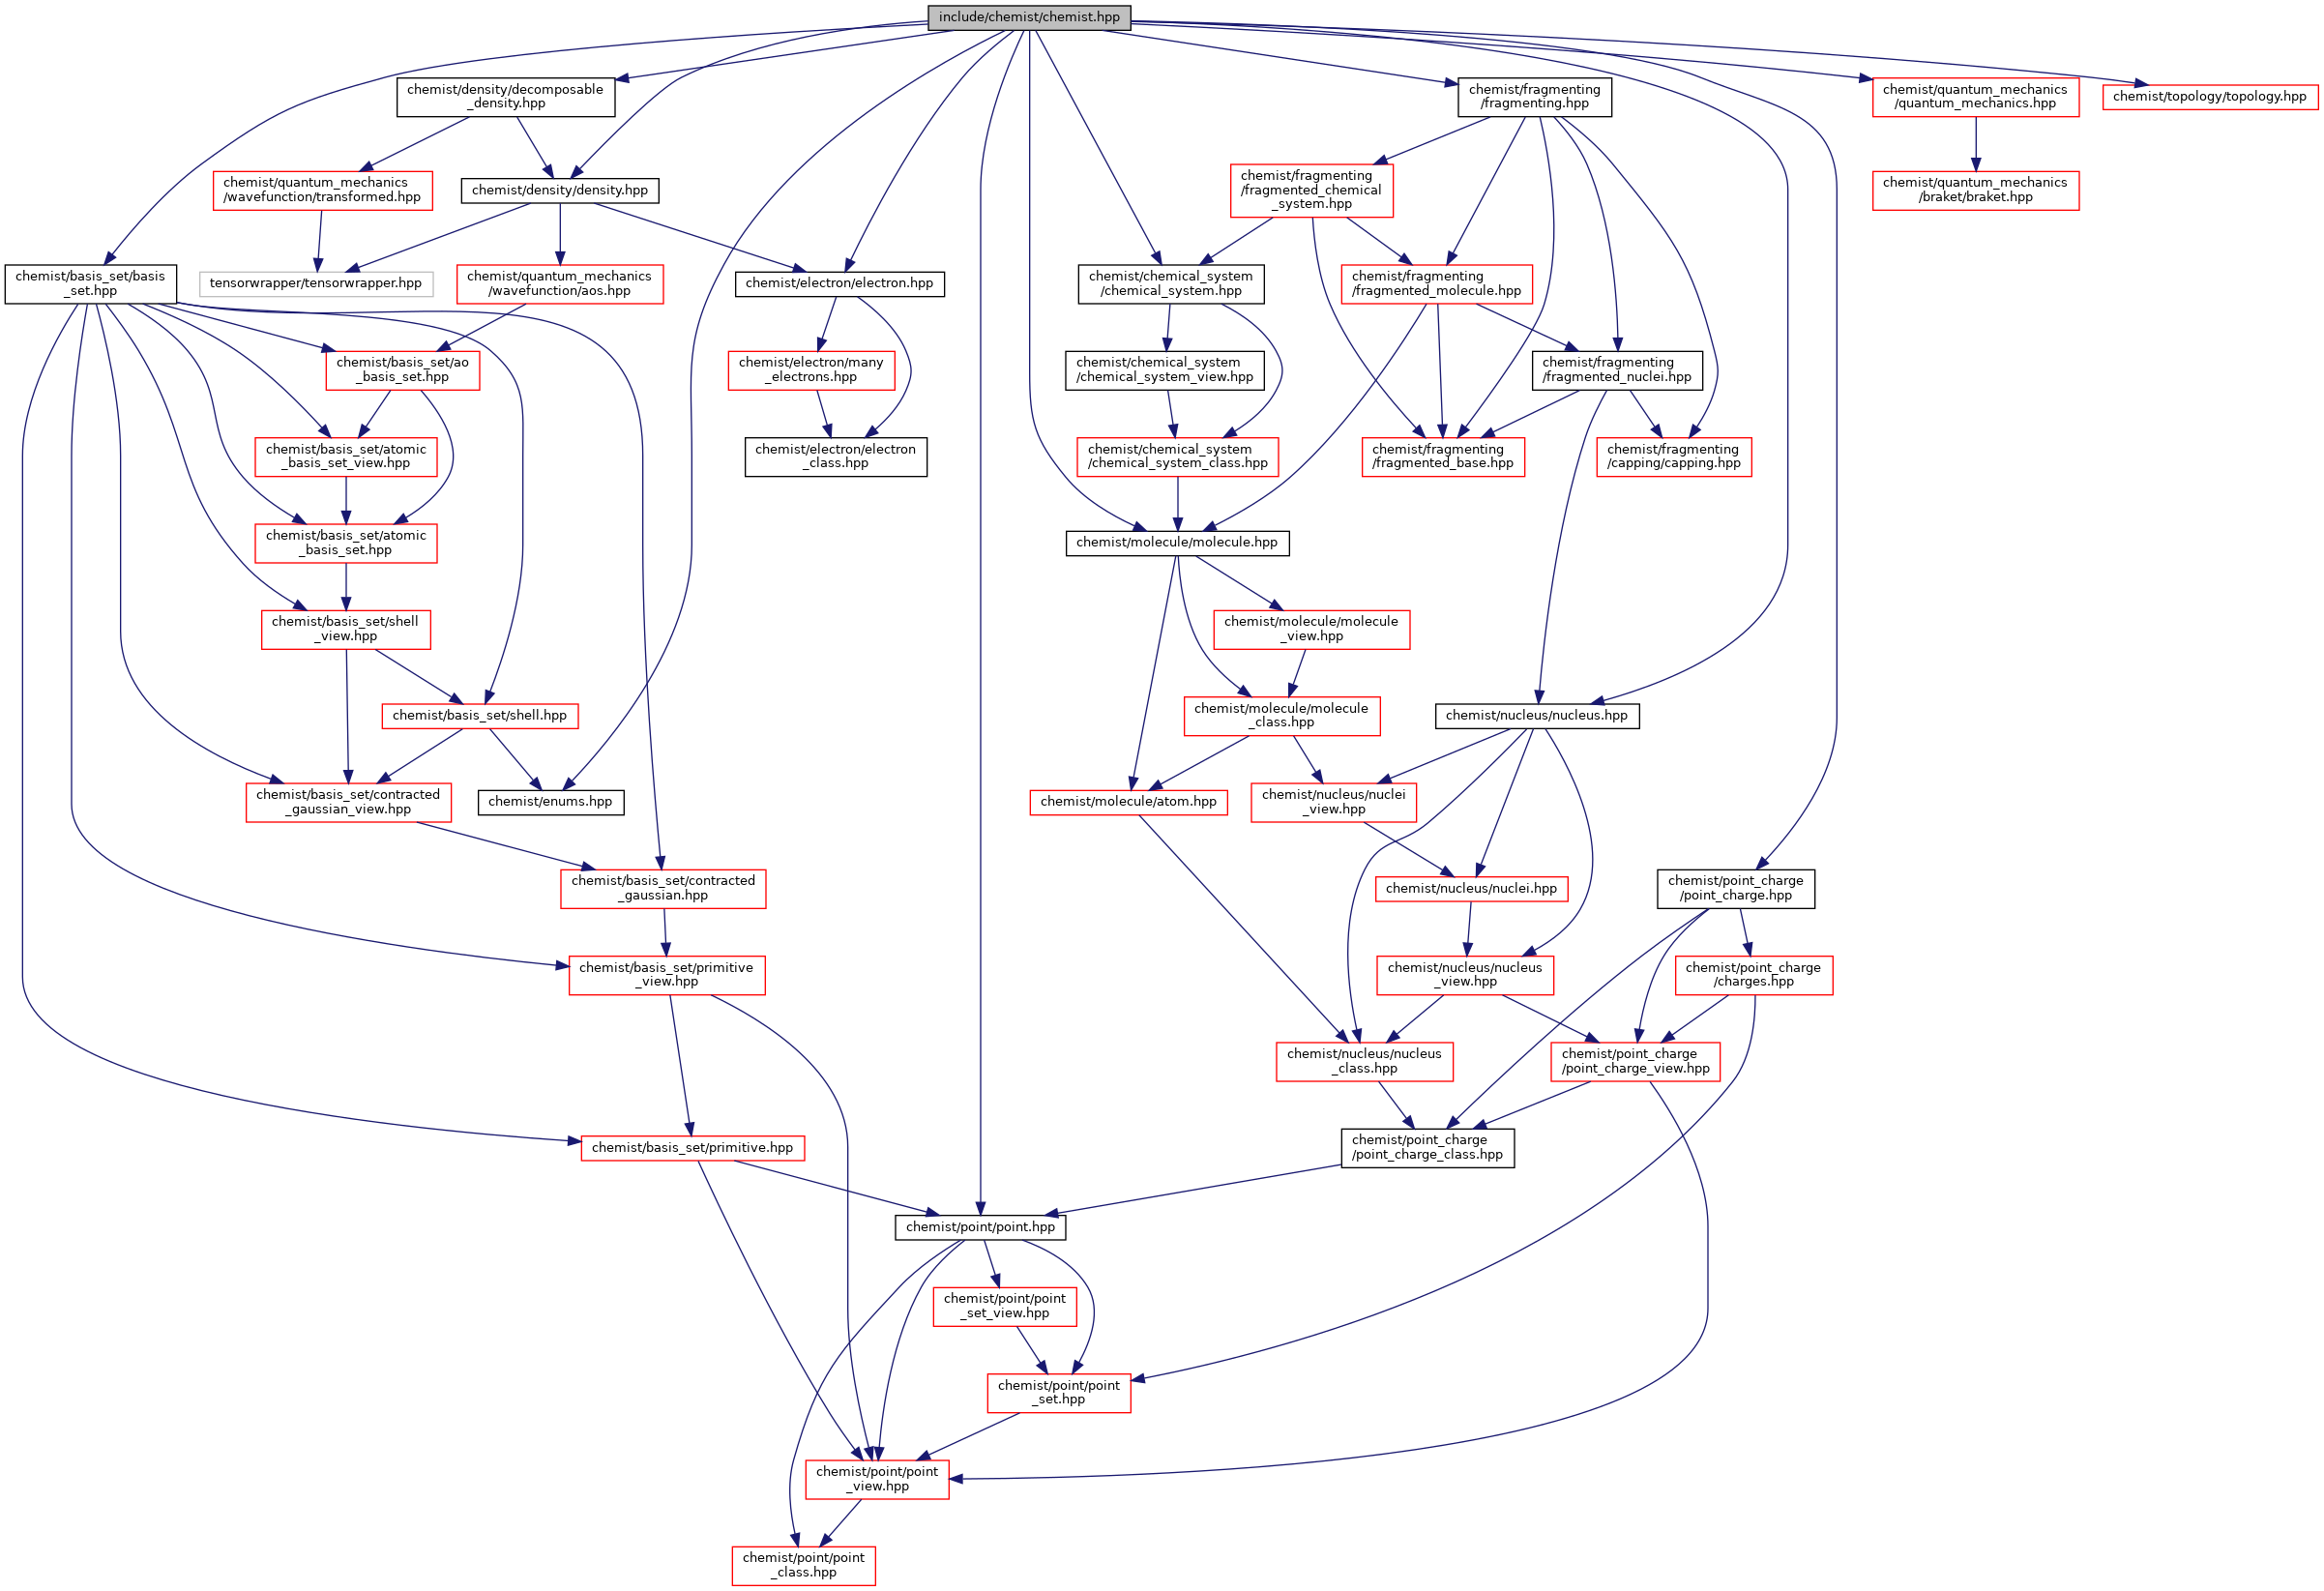 include/chemist/chemist.hpp
chemist/density/decomposable
_density.hpp
chemist/fragmenting
/fragmenting.hpp
chemist/quantum_mechanics
/quantum_mechanics.hpp
chemist/topology/topology.hpp
chemist/quantum_mechanics
/wavefunction/transformed.hpp
chemist/density/density.hpp
chemist/fragmenting
/fragmented_chemical
_system.hpp
chemist/quantum_mechanics
/braket/braket.hpp
chemist/basis_set/basis
_set.hpp
tensorwrapper/tensorwrapper.hpp
chemist/quantum_mechanics
/wavefunction/aos.hpp
chemist/electron/electron.hpp
chemist/chemical_system
/chemical_system.hpp
chemist/fragmenting
/fragmented_molecule.hpp
chemist/basis_set/ao
_basis_set.hpp
chemist/electron/many
_electrons.hpp
chemist/chemical_system
/chemical_system_view.hpp
chemist/fragmenting
/fragmented_nuclei.hpp
chemist/basis_set/atomic
_basis_set_view.hpp
chemist/electron/electron
_class.hpp
chemist/chemical_system
/chemical_system_class.hpp
chemist/fragmenting
/fragmented_base.hpp
chemist/fragmenting
/capping/capping.hpp
chemist/basis_set/atomic
_basis_set.hpp
chemist/molecule/molecule.hpp
chemist/basis_set/shell
_view.hpp
chemist/molecule/molecule
_view.hpp
chemist/basis_set/shell.hpp
chemist/molecule/molecule
_class.hpp
chemist/nucleus/nucleus.hpp
chemist/basis_set/contracted
_gaussian_view.hpp
chemist/enums.hpp
chemist/molecule/atom.hpp
chemist/nucleus/nuclei
_view.hpp
chemist/basis_set/contracted
_gaussian.hpp
chemist/nucleus/nuclei.hpp
chemist/point_charge
/point_charge.hpp
chemist/basis_set/primitive
_view.hpp
chemist/nucleus/nucleus
_view.hpp
chemist/point_charge
/charges.hpp
chemist/nucleus/nucleus
_class.hpp
chemist/point_charge
/point_charge_view.hpp
chemist/basis_set/primitive.hpp
chemist/point_charge
/point_charge_class.hpp
chemist/point/point.hpp
chemist/point/point
_set_view.hpp
chemist/point/point
_set.hpp
chemist/point/point
_view.hpp
chemist/point/point
_class.hpp